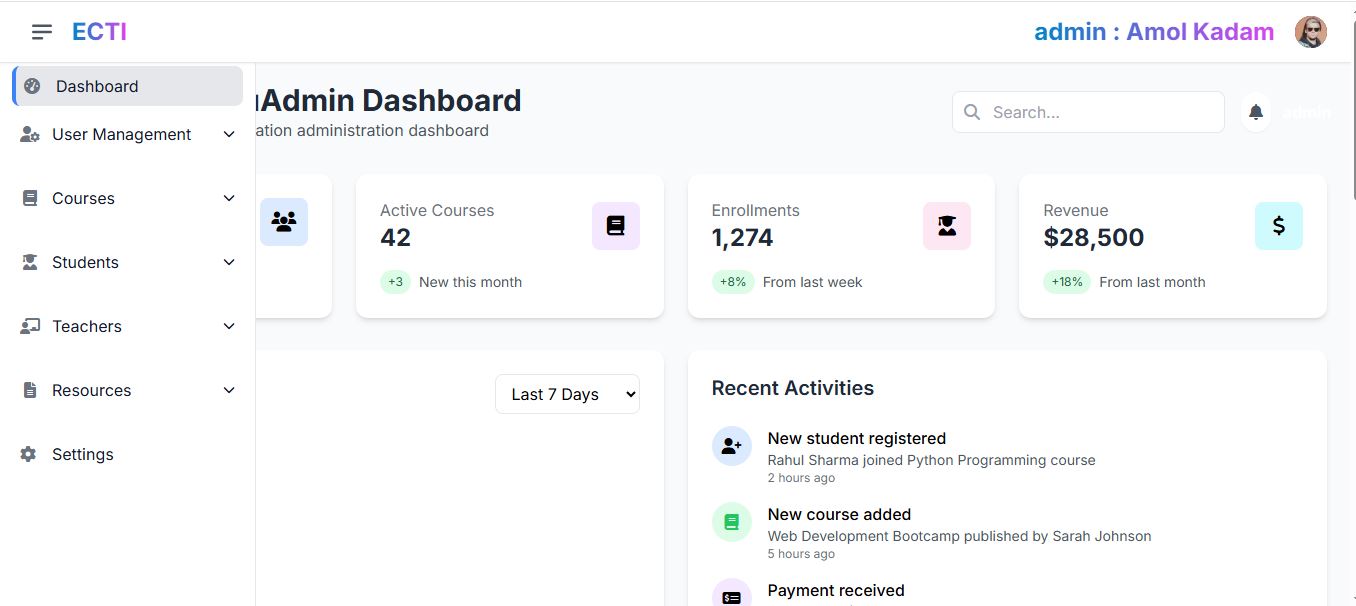 ECTI
admin : Amol Kadam
Dashboard
User Management
Courses
Students
Teachers
Resources
Settings
Admin Dashboard
ation administration dashboard
Search...
admin
Active Courses
42
+3 New this month
Enrollments
1,274
+8% From last week
Revenue
$28,500
+18% From last month
Last 7 Days
Recent Activities
New student registered
Rahul Sharma joined Python Programming course
2 hours ago
New course added
Web Development Bootcamp published by Sarah Johnson
5 hours ago
Payment received